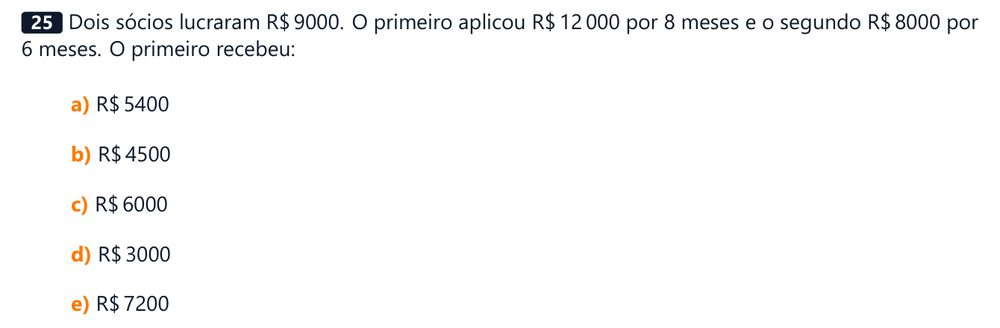 25 Dois sócios lucraram R$ 9000. O primeiro aplicou R$ 12 000 por 8 meses e o segundo R$ 8000 por
6 meses. O primeiro recebeu:
a) R$ 5400
b) R$ 4500
c) R$ 6000
d) R$ 3000
e) R$ 7200